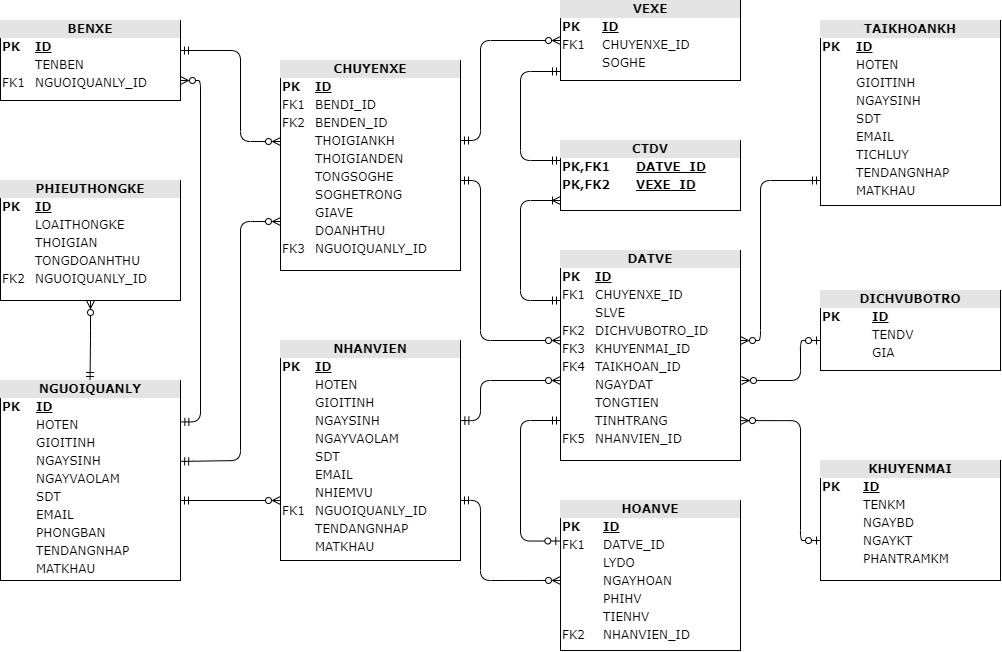 BENXE
PK ID
TENBEN
FK1 NGUOIQUANLY_ID
PHIEUTHONGKE
PK ID
LOAITHONGKE
THOIGIAN
TONGDOANHTHU
FK2 NGUOIQUANLY_ID
NGUOIQUANLY
PK ID
HOTEN
GIOITINH
NGAYSINH
NGAYVAOLAM
SDT
EMAIL
PHONGBAN
TENDANGNHAP
MATKHAU
CHUYENXE
PK ID
FK1 BENDI_ID
FK2 BENDEN_ID
THOIGIANKH
THOIGIANDEN
TONGSOGHE
SOGHETRONG
GIAVE
DOANHTHU
FK3 NGUOIQUANLY_ID
NHANVIEN
PK ID
HOTEN
GIOITINH
NGAYSINH
NGAYVAOLAM
SDT
EMAIL
NHIEMVU
FK1 NGUOIQUANLY_ID
TENDANGNHAP
MATKHAU
VEXE
PK ID
FK1 CHUYENXE_ID
SOGHE
CTDV
PK,FK1 DATVE_ID
PK,FK2 VEXE_ID
DATVE
PK ID
FK1 CHUYENXE_ID
SLVE
FK2 DICHVUBOTRO_ID
FK3 KHUYENMAI_ID
FK4 TAIKHOAN_ID
NGAYDAT
TONGTIEN
TINHTRANG
FK5 NHANVIEN_ID
HOANVE
PK ID
FK1 DATVE_ID
LYDO
NGAYHOAN
PHIHV
TIENHV
FK2 NHANVIEN_ID
TAIKHOANKH
PK ID
HOTEN
GIOITINH
NGAYSINH
SDT
EMAIL
TICHLUY
TENDANGNHAP
MATKHAU
DICHVUBOTRO
PK ID
TENDV
GIA
KHUYENMAI
PK ID
TENKM
NGAYBD
NGAYKT
PHANTRAMKM